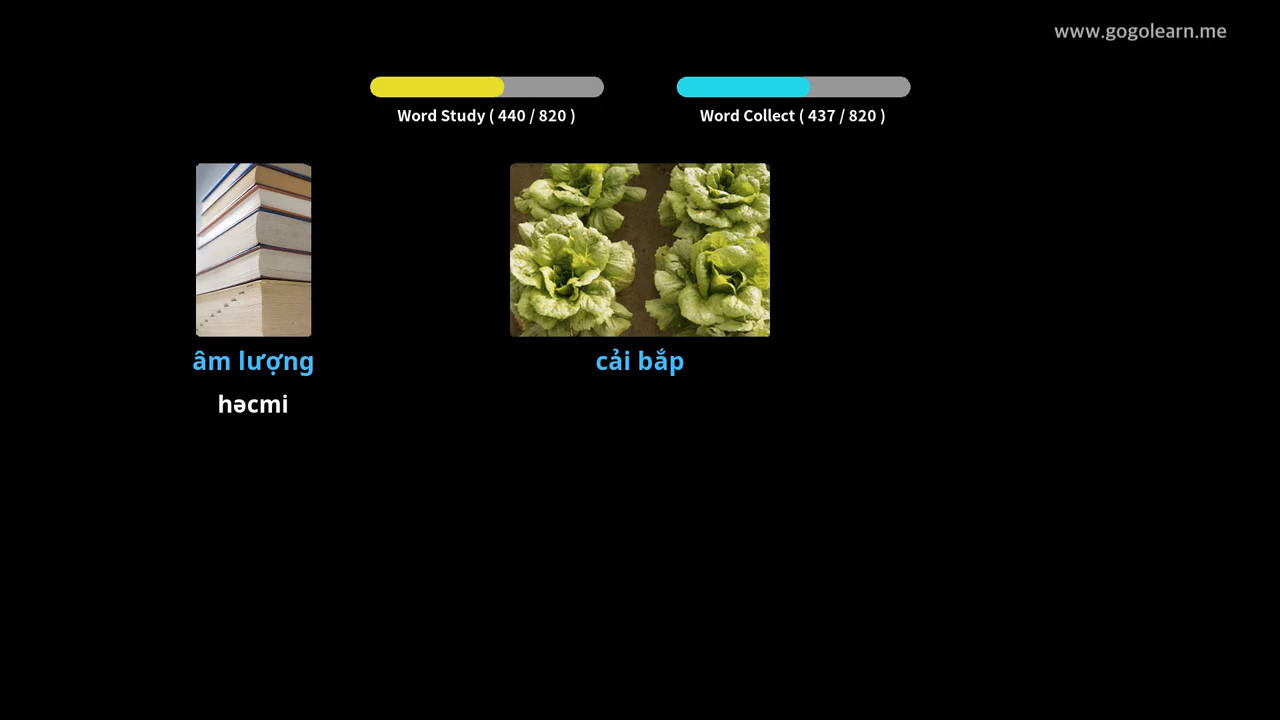 www.gogolearn.me
Word Study ( 440 / 820 )
Word Collect ( 437 / 820 )
âm lượng
cải bắp
həcmi